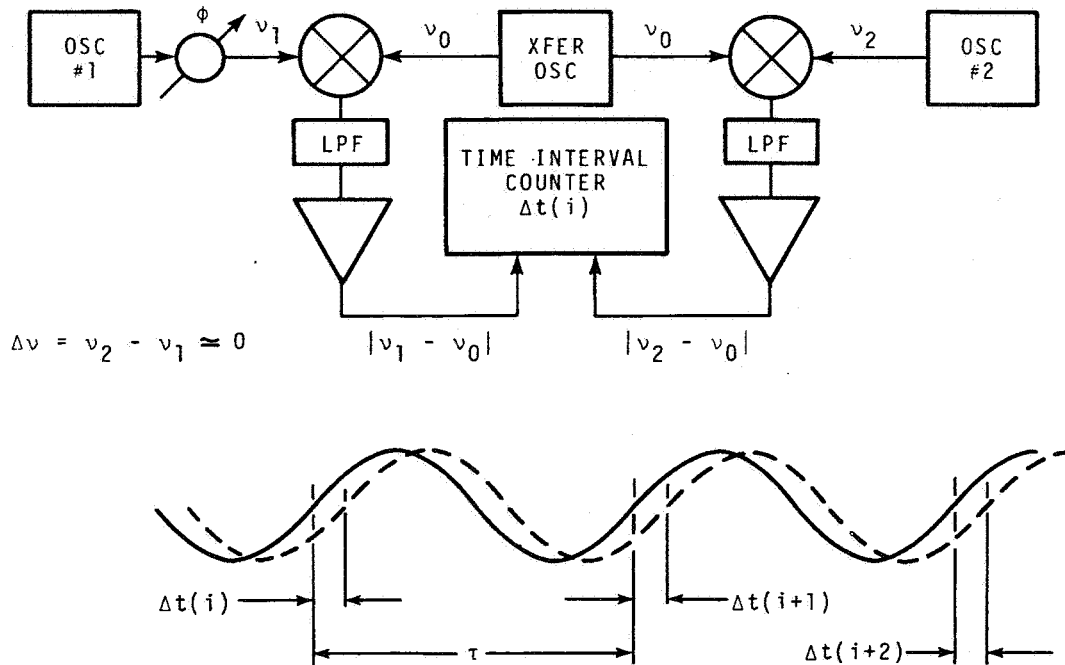 OSC #1
ϕ
ν1
ν0
XFER OSC
ν0
ν2
OSC #2
LPF
TIME INTERVAL COUNTER Δt(i)
LPF
Δν = ν2 - ν1 ≃ 0
|ν1 - ν0|
|ν2 - ν0|
Δt(i)
Δt(i+1)
τ
Δt(i+2)